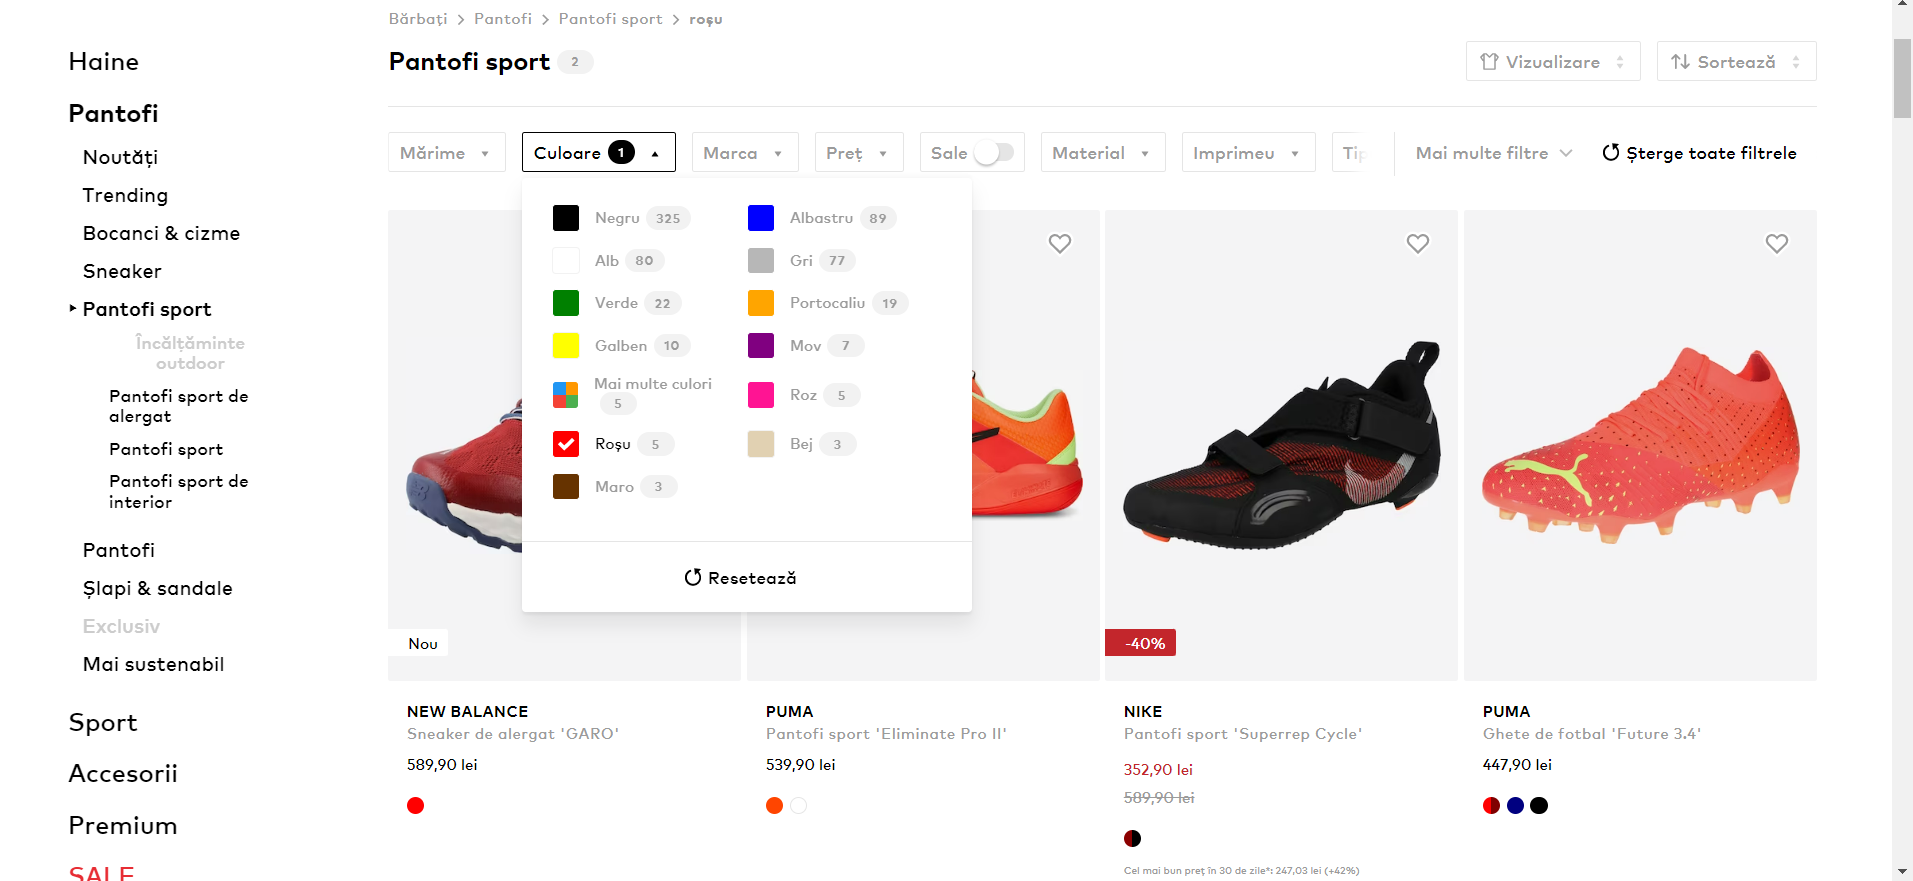 Bărbați > Pantofi > Pantofi sport > roșu
Haine
Pantofi
Noutăți
Trending
Bocanci & cizme
Sneaker
Pantofi sport
Încălțăminte
outdoor
Pantofi sport de
alergat
Pantofi sport
Pantofi sport de
interior
Pantofi
Șlapi & sandale
Exclusiv
Mai sustenabil
Sport
Accesorii
Premium
SALE
Pantofi sport 2
Vizualizare
Sortează
Mărime
Culoare 1
Marca
Preț
Sale
Material
Imprimeu
Mai multe filtre
Șterge toate filtrele
Negru 325
Albastru 89
Alb 80
Gri 77
Verde 22
Portocaliu 19
Galben 10
Mov 7
Mai multe culori
5
Roz 5
Roșu 5
Bej 3
Maro 3
Resetează
Nou
-40%
NEW BALANCE
Sneaker de alergat 'GARO'
589,90 lei
PUMA
Pantofi sport 'Eliminate Pro II'
539,90 lei
NIKE
Pantofi sport 'Superrep Cycle'
352,90 lei
589,90 lei
Cel mai bun preț în 30 de zile*: 247,03 lei (+42%)
PUMA
Ghete de fotbal 'Future 3.4'
447,90 lei